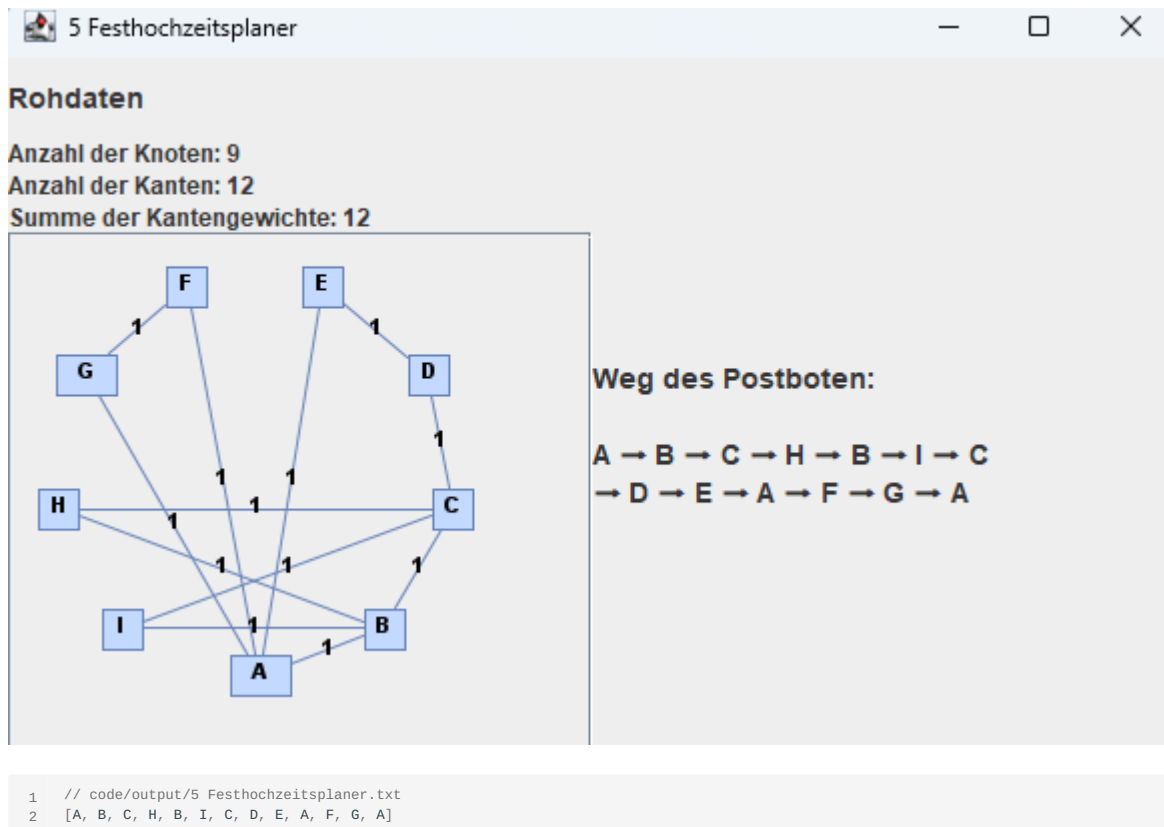 5 Festhochzeitsplaner
Rohdaten
Anzahl der Knoten: 9
Anzahl der Kanten: 12
Summe der Kantengewichte: 12
F E
1 1
G D
1
1 1
H 1 C
1
1 1 1
I 1 B
1
A
Weg des Postboten:
A → B → C → H → B → I → C
→ D → E → A → F → G → A
1 // code/output/5 Festhochzeitsplaner.txt
2 [A, B, C, H, B, I, C, D, E, A, F, G, A]